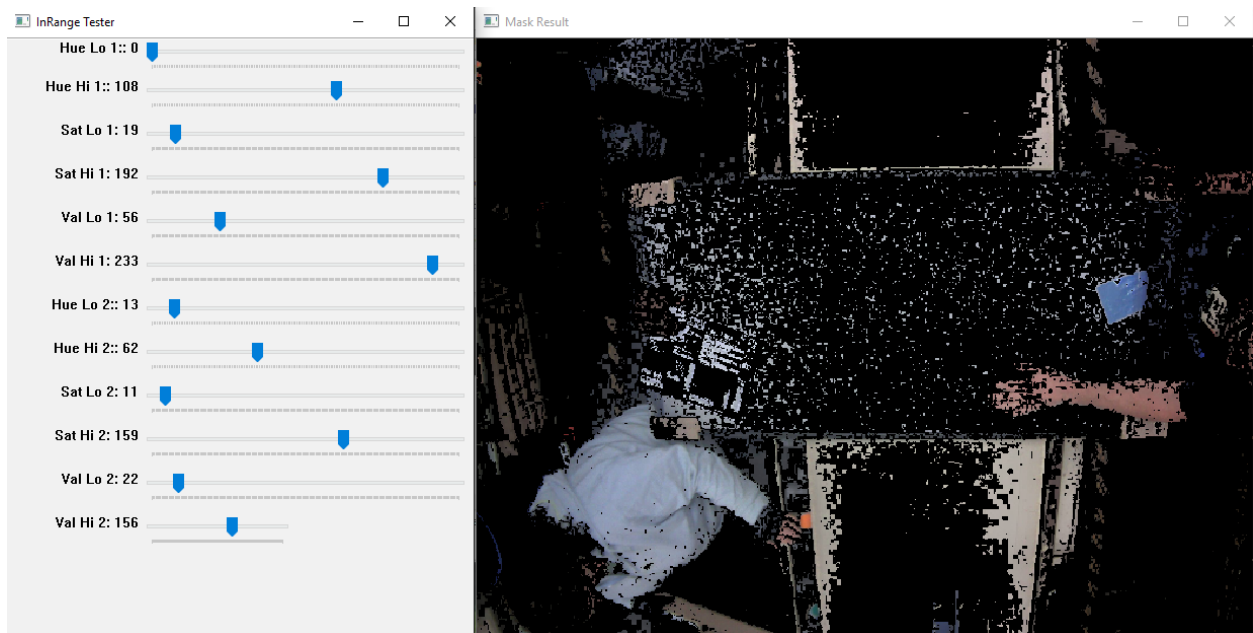 InRange Tester
Mask Result
Hue Lo 1:: 0
Hue Hi 1:: 108
Sat Lo 1: 19
Sat Hi 1: 192
Val Lo 1: 56
Val Hi 1: 233
Hue Lo 2:: 13
Hue Hi 2:: 62
Sat Lo 2: 11
Sat Hi 2: 159
Val Lo 2: 22
Val Hi 2: 156